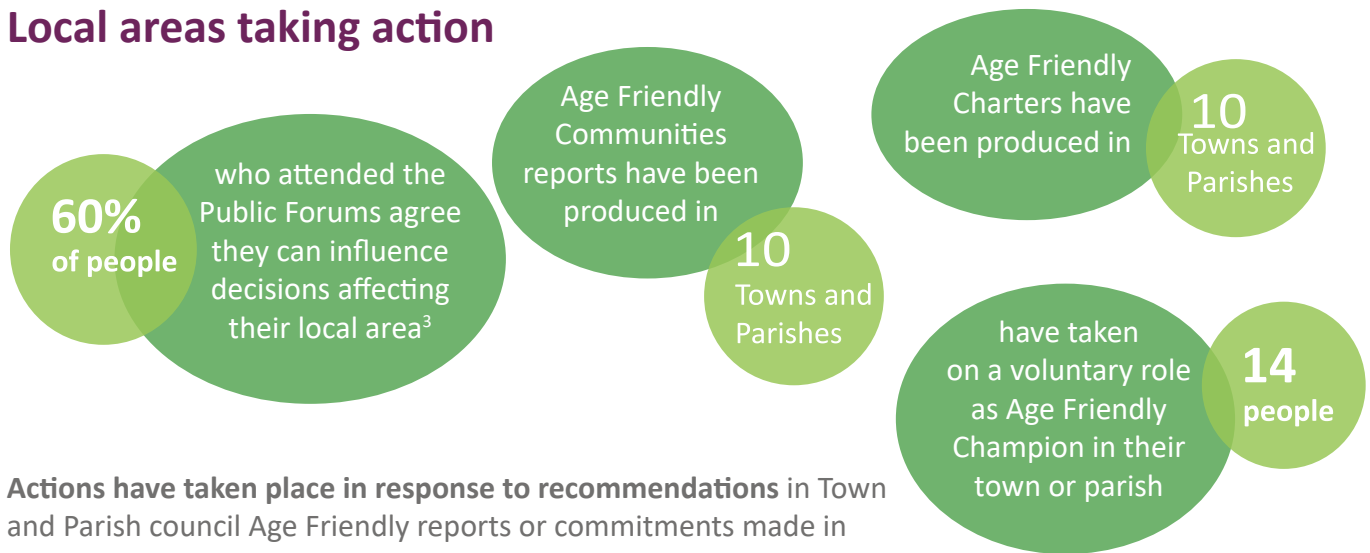 Local areas taking action
60%
of people
who attended the
Public Forums agree
they can influence
decisions affecting
their local area³
Age Friendly
Communities
reports have been
produced in
10
Towns and
Parishes
Age Friendly
Charters have
been produced in
10
Towns and
Parishes
have taken
on a voluntary role
as Age Friendly
Champion in their
town or parish
14
people
Actions have taken place in response to recommendations in Town
and Parish council Age Friendly reports or commitments made in